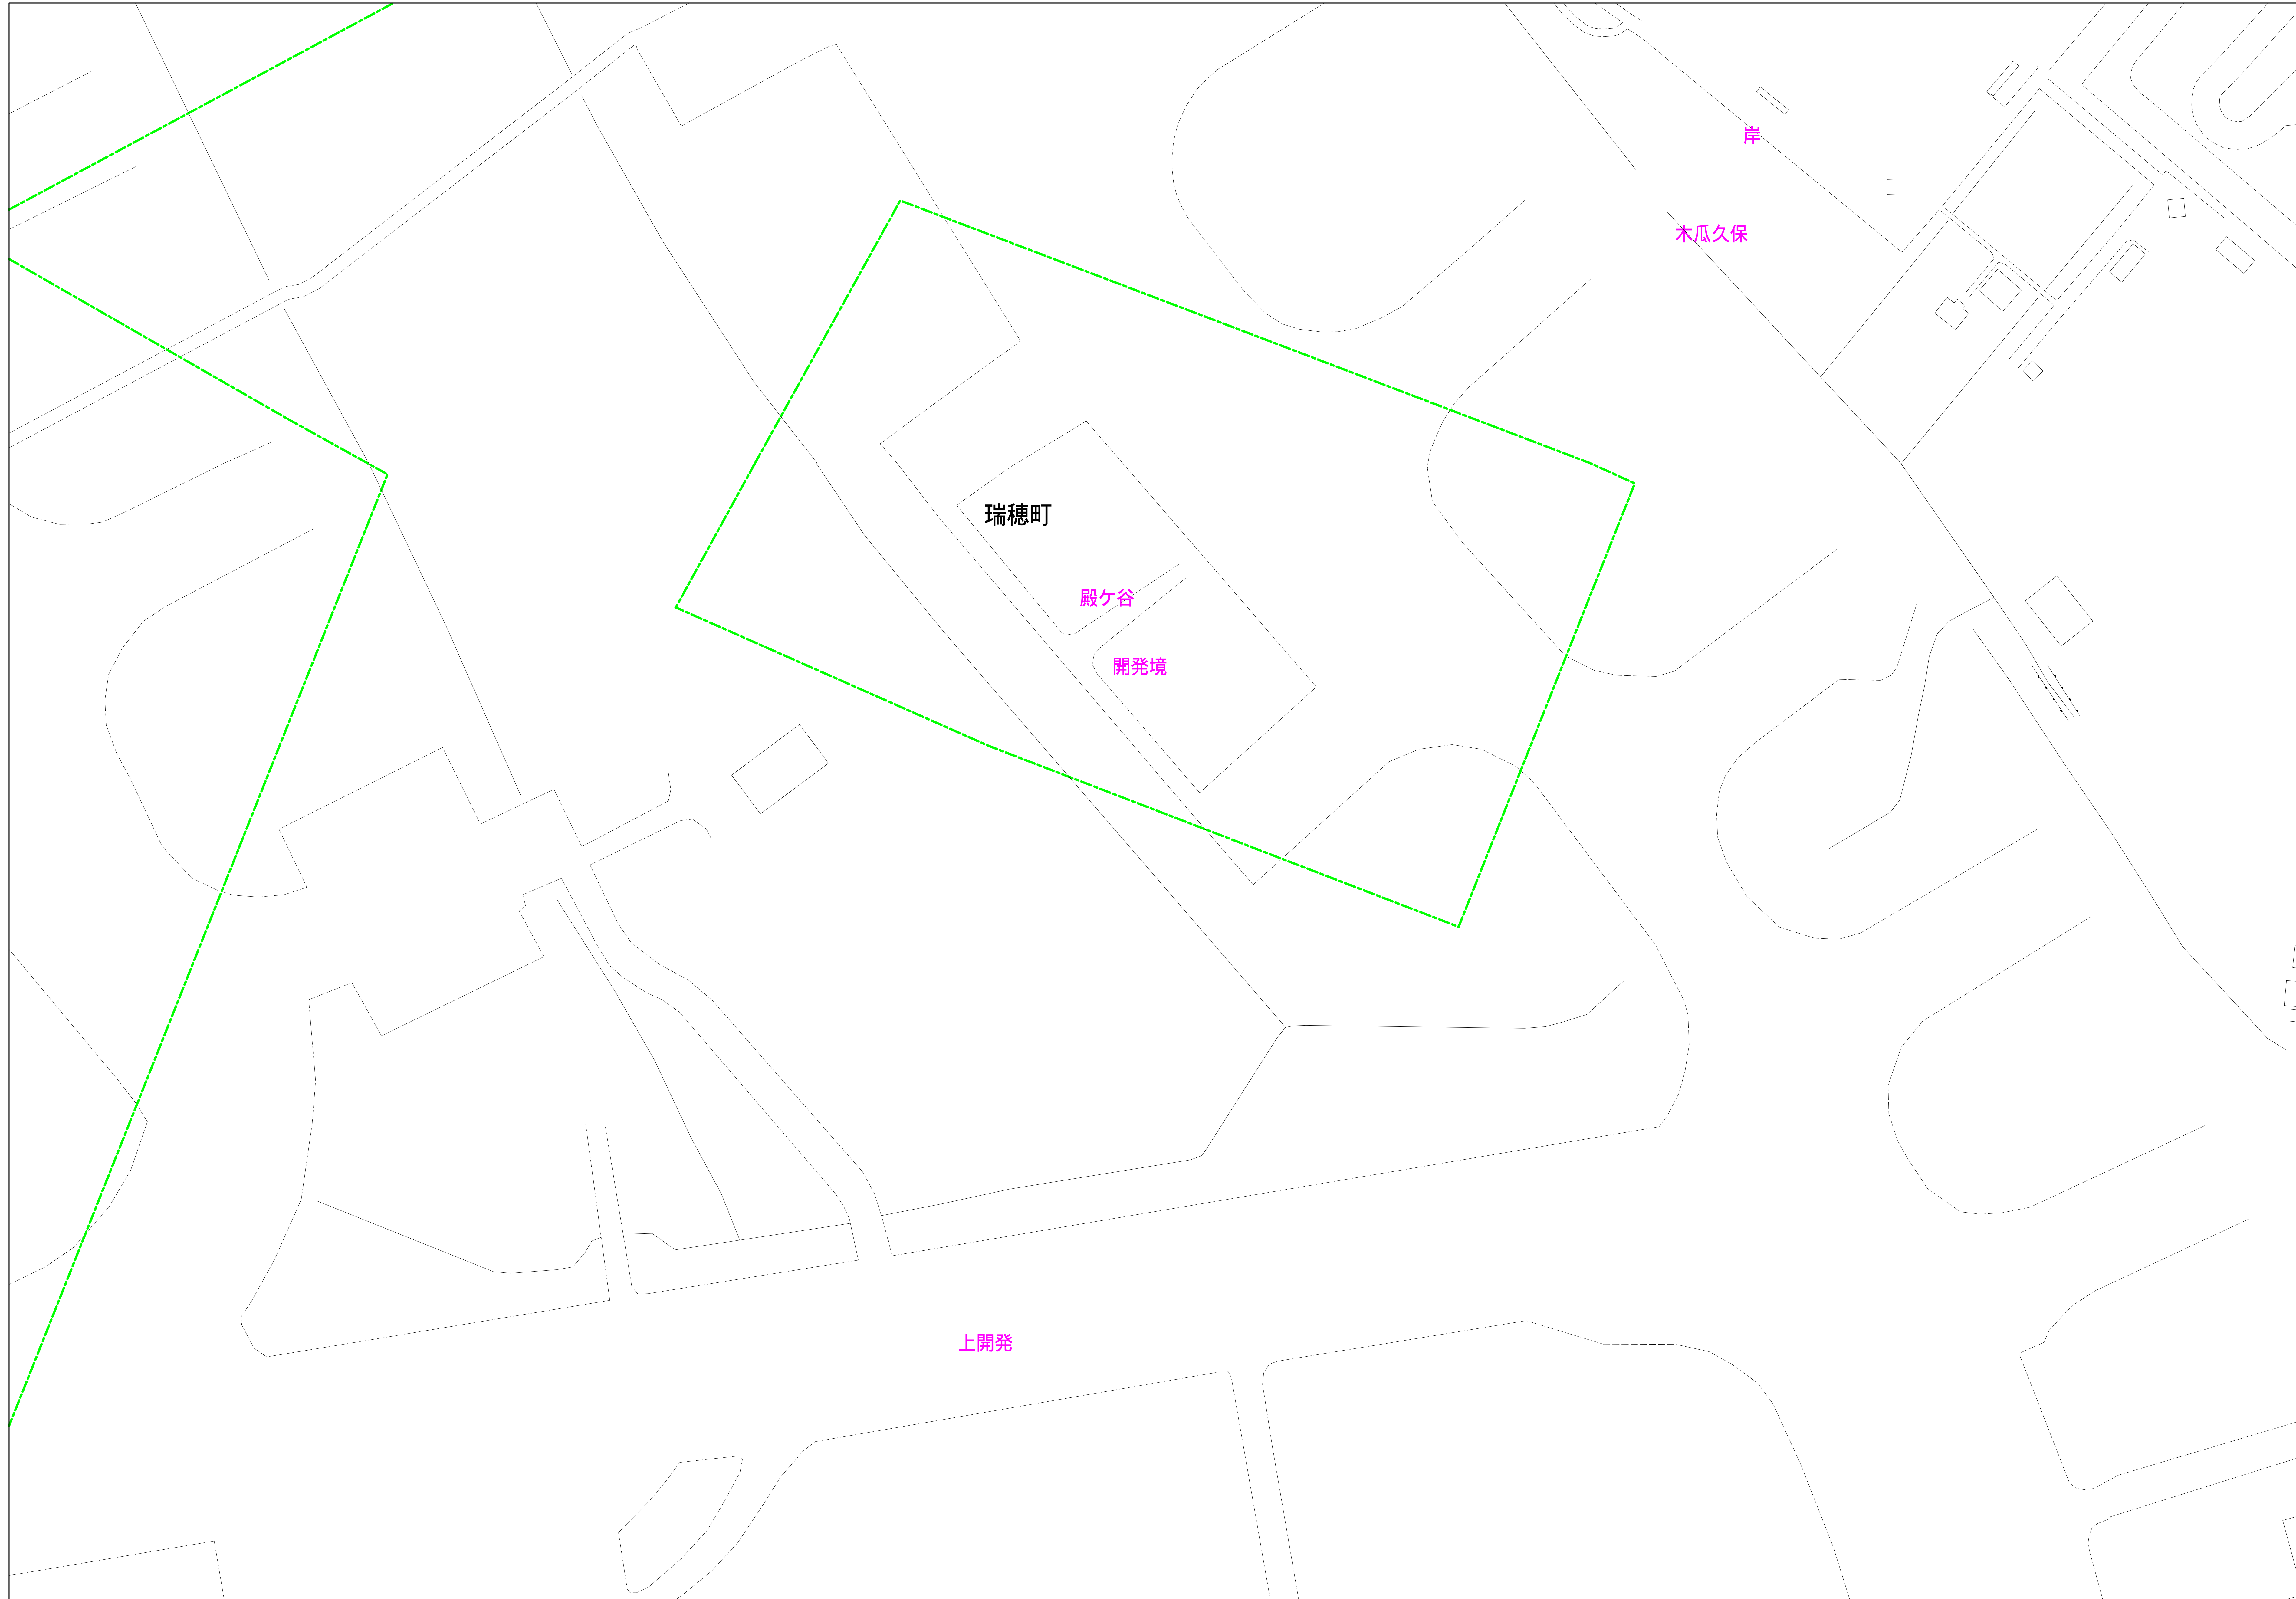 岸
木瓜久保
瑞穂町
殿ケ谷
開発境
上開発